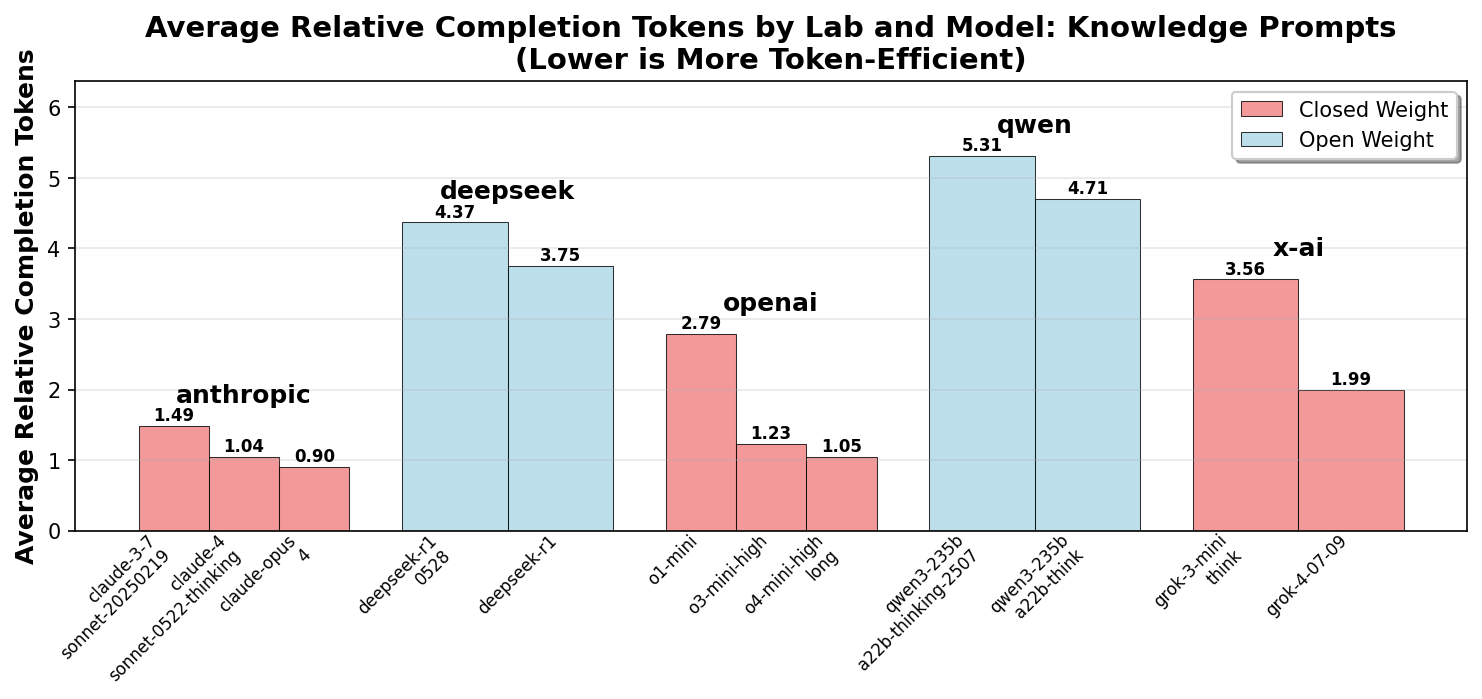 Average Relative Completion Tokens by Lab and Model: Knowledge Prompts
(Lower is More Token-Efficient)
Average Relative Completion Tokens
6
5
4
3
2
1
0
Closed Weight
Open Weight
anthropic
1.49
1.04
0.90
deepseek
4.37
3.75
openai
2.79
1.23
1.05
qwen
5.31
4.71
x-ai
3.56
1.99
claude-3-7
sonnet-20250219
claude-4
sonnet-0522-thinking
claude-opus
4
deepseek-r1
0528
deepseek-r1
o1-mini
o3-mini-high
o4-mini-high
long
qwen3-235b
a22b-thinking-2507
qwen3-235b
a22b-think
grok-3-mini
think
grok-4-07-09